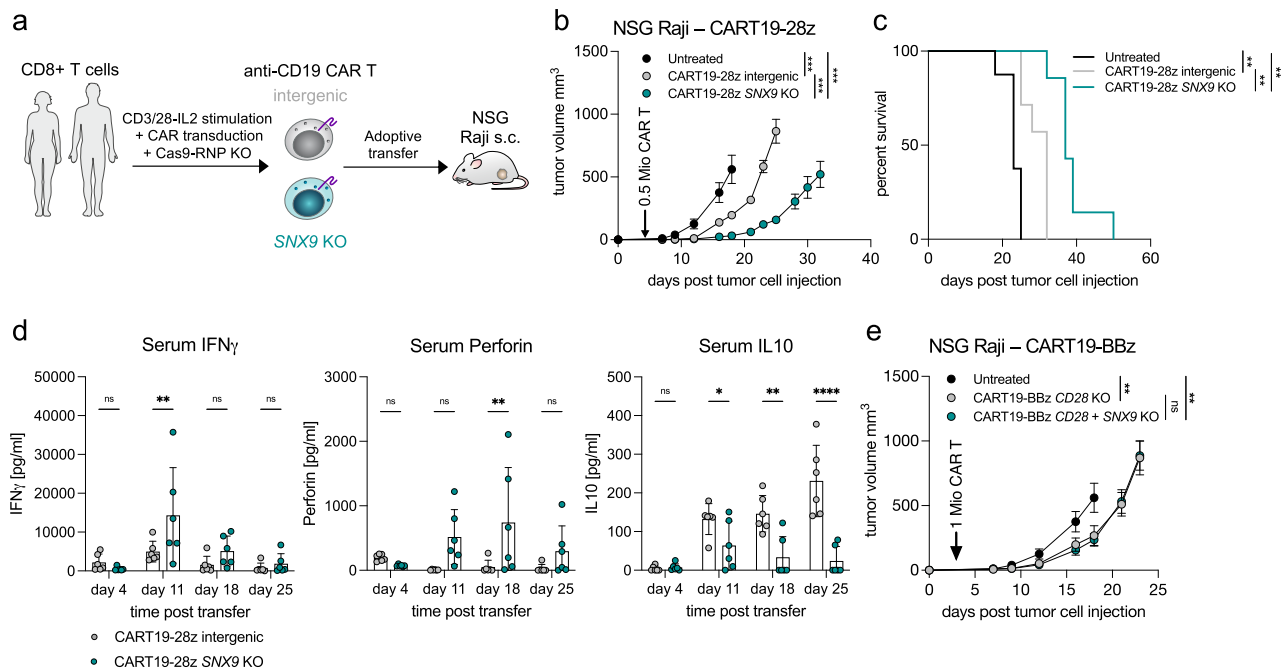 a
CD8+ T cells
CD3/28-IL2 stimulation
+ CAR transduction
+ Cas9-RNP KO
anti-CD19 CAR T
intergenic
SNX9 KO
Adoptive
transfer
NSG
Raji s.c.
b
NSG Raji – CART19-28z
Untreated
CART19-28z intergenic
CART19-28z SNX9 KO
***
***
***
tumor volume mm3
1500
1000
500
0
0.5 Mio CAR T
0 10 20 30 40
days post tumor cell injection
c
Untreated
CART19-28z intergenic
CART19-28z SNX9 KO
**
**
**
percent survival
100
50
0
0 20 40 60
days post tumor cell injection
d
Serum IFNγ
IFNγ [pg/ml]
50000
40000
30000
20000
10000
0
ns ** ns ns
day 4 day 11 day 18 day 25
time post transfer
Serum Perforin
Perforin [pg/ml]
3000
2000
1000
0
ns ns ** ns
day 4 day 11 day 18 day 25
time post transfer
Serum IL10
IL10 [pg/ml]
500
400
300
200
100
0
ns * ** ****
day 4 day 11 day 18 day 25
time post transfer
CART19-28z intergenic
CART19-28z SNX9 KO
e
NSG Raji – CART19-BBz
Untreated
CART19-BBz CD28 KO
CART19-BBz CD28 + SNX9 KO
**
ns
**
tumor volume mm3
1500
1000
500
0
1 Mio CAR T
0 5 10 15 20 25
days post tumor cell injection